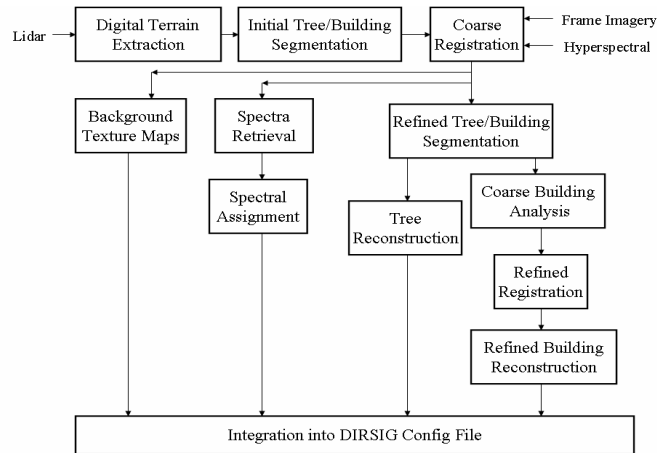 Lidar
Digital Terrain
Extraction
Initial Tree/Building
Segmentation
Coarse
Registration
Frame Imagery
Hyperspectral
Background
Texture Maps
Spectra
Retrieval
Refined Tree/Building
Segmentation
Spectral
Assignment
Tree
Reconstruction
Coarse Building
Analysis
Refined
Registration
Refined Building
Reconstruction
Integration into DIRSIG Config File